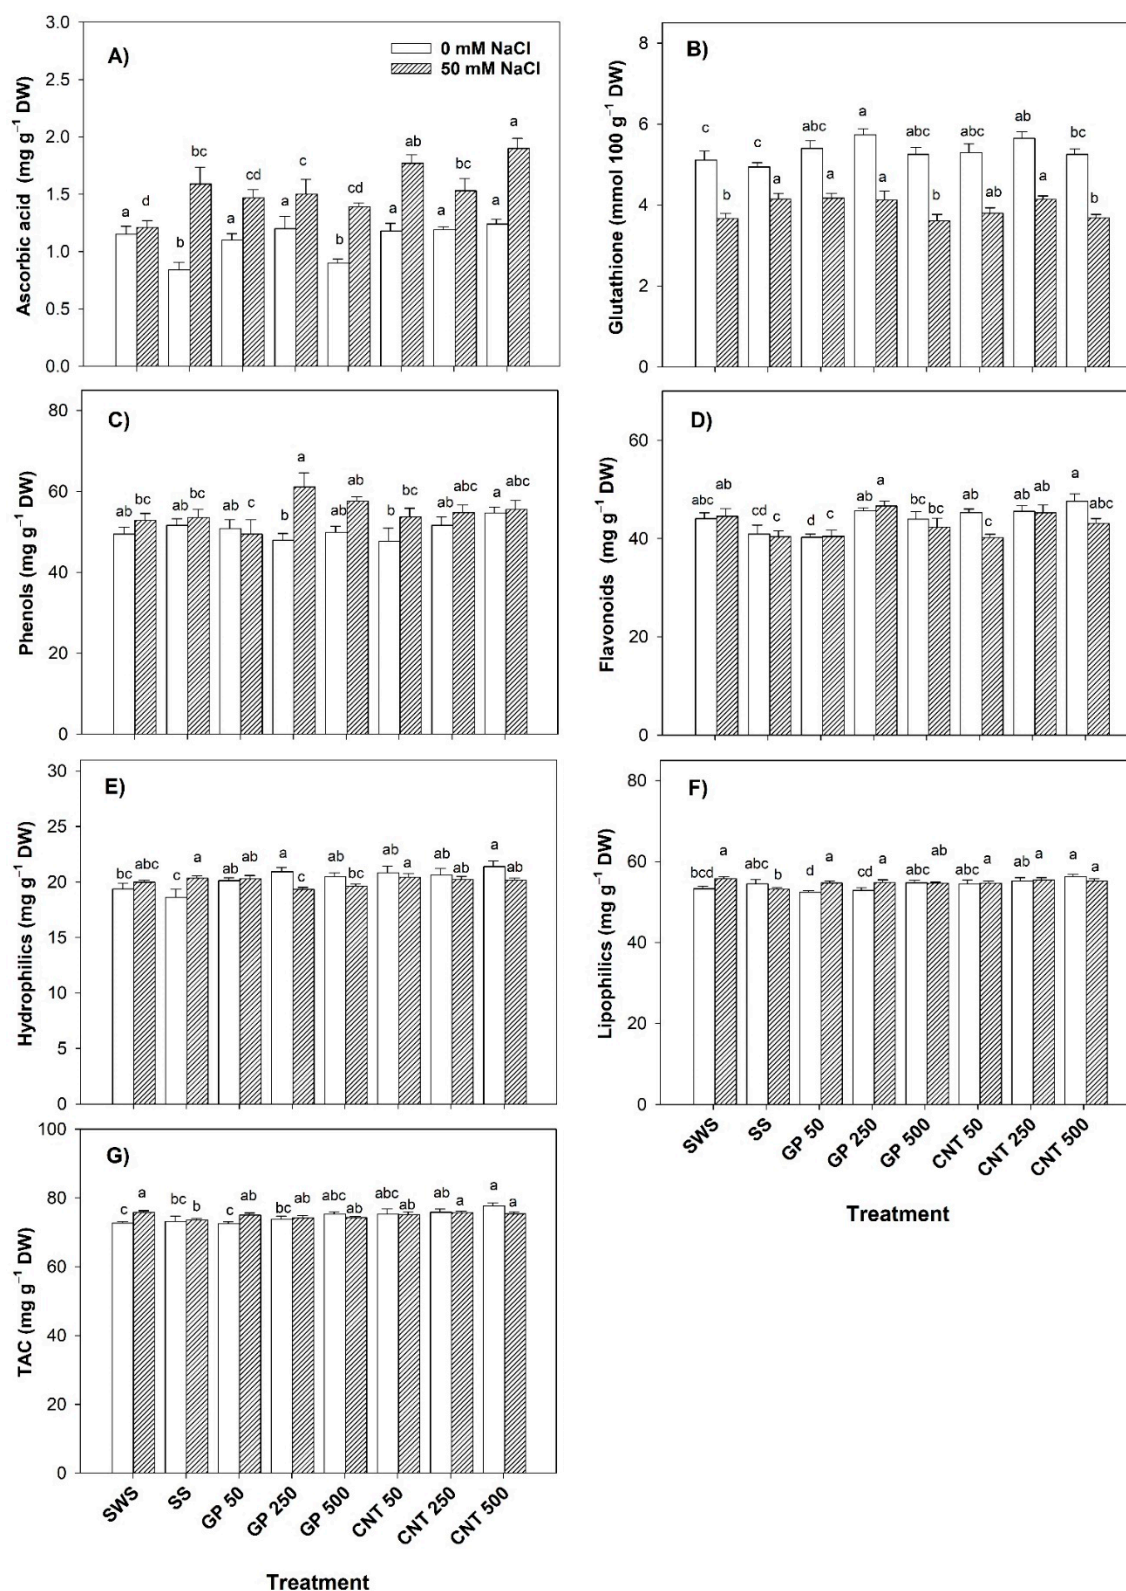 A)
0 mM NaCl
50 mM NaCl
Ascorbic acid (mg g⁻¹ DW)
3.0
2.5
2.0
1.5
1.0
0.5
0.0
a d b bc a cd a c b cd a ab a bc a a
B)
Glutathione (mmol 100 g⁻¹ DW)
8
6
4
2
0
c b c a abc a a a abc b abc ab ab a bc b
C)
Phenols (mg g⁻¹ DW)
80
60
40
20
0
ab bc ab bc ab c b a ab ab b bc ab abc a abc
D)
Flavonoids (mg g⁻¹ DW)
60
40
20
0
abc ab cd c d c ab a bc bc ab c ab ab a abc
E)
Hydrophilics (mg g⁻¹ DW)
30
25
20
15
10
5
0
bc abc c a ab ab a c ab bc ab a ab ab a ab
F)
Lipophilics (mg g⁻¹ DW)
80
60
40
20
0
bcd a abc b d a cd a abc ab abc a ab a a a
SWS
SS
GP 50
GP 250
GP 500
CNT 50
CNT 250
CNT 500
Treatment
G)
TAC (mg g⁻¹ DW)
100
80
60
40
20
0
c a bc b c ab bc ab abc ab abc ab ab a a a
SWS
SS
GP 50
GP 250
GP 500
CNT 50
CNT 250
CNT 500
Treatment